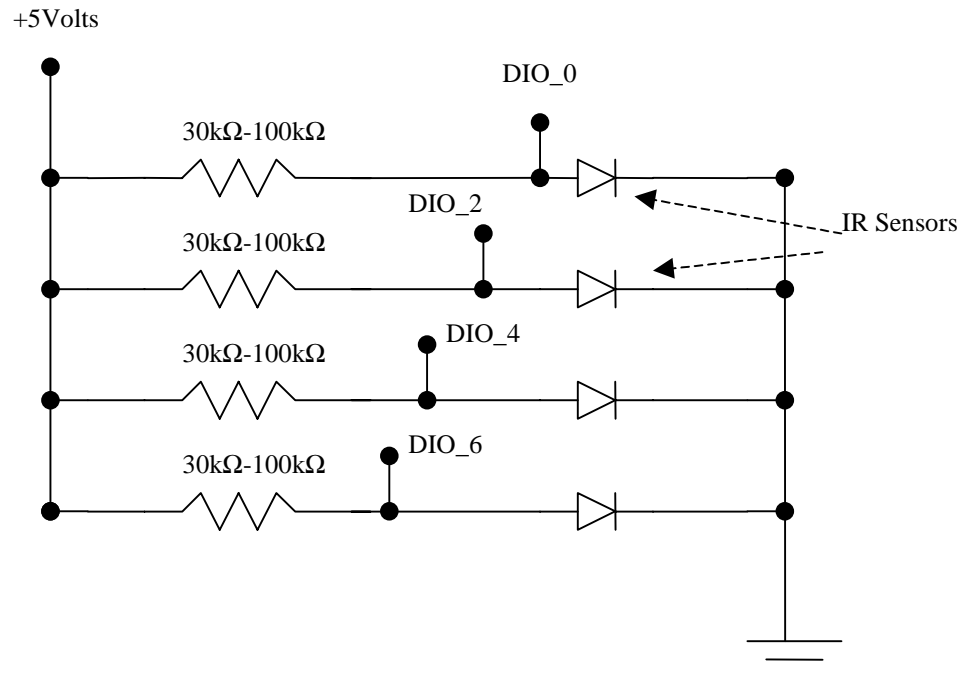 +5Volts
DIO_0
30kΩ-100kΩ
DIO_2
IR Sensors
30kΩ-100kΩ
DIO_4
30kΩ-100kΩ
DIO_6
30kΩ-100kΩ